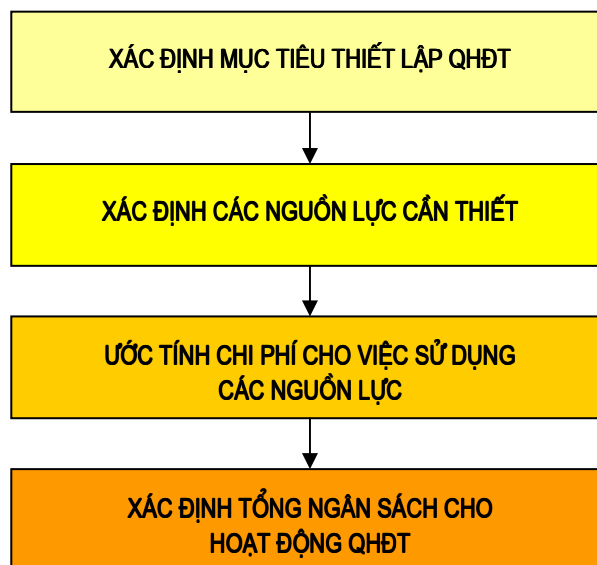 XÁC ĐỊNH MỤC TIÊU THIẾT LẬP QHĐT
XÁC ĐỊNH CÁC NGUỒN LỰC CẦN THIẾT
ƯỚC TÍNH CHI PHÍ CHO VIỆC SỬ DỤNG
CÁC NGUỒN LỰC
XÁC ĐỊNH TỔNG NGÂN SÁCH CHO
HOẠT ĐỘNG QHĐT